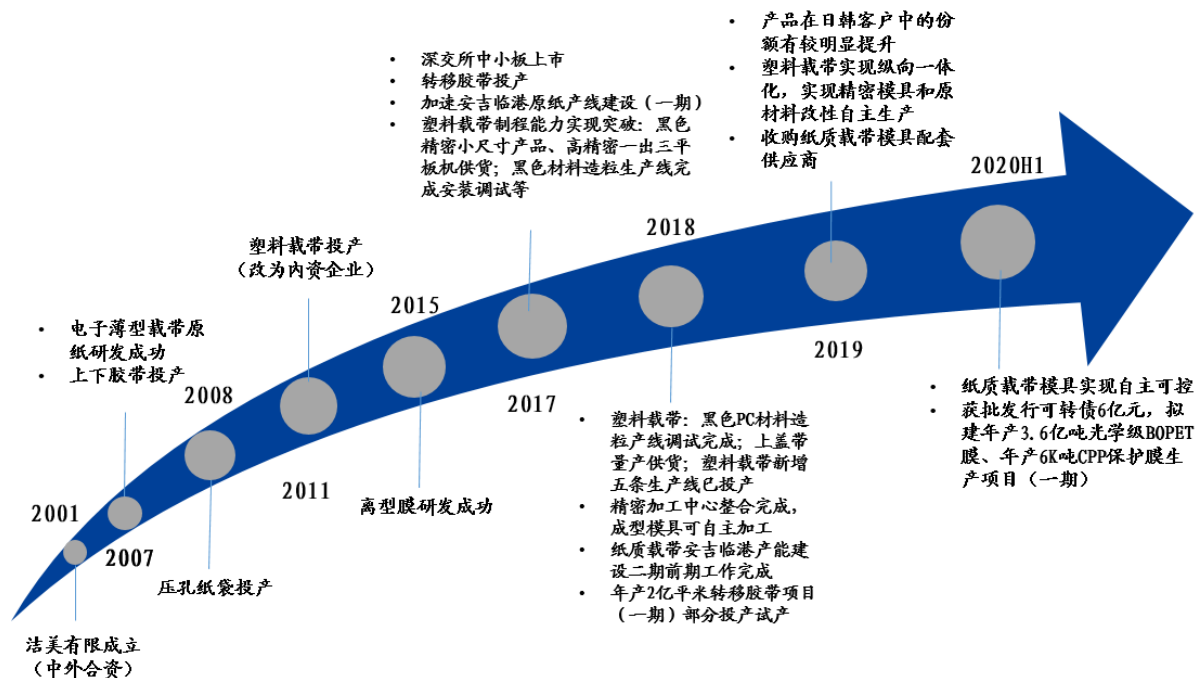 2001
洁美有限成立
（中外合资）
2007
• 电子薄型载带原
纸研发成功
• 上下胶带投产
2008
压孔纸袋投产
2011
塑料载带投产
（改为内资企业）
2015
离型膜研发成功
2017
• 深交所中小板上市
• 转移胶带投产
• 加速安吉临港原纸产线建设（一期）
• 塑料载带制程能力实现突破：黑色
精密小尺寸产品、高精密一出三平
板机供货；黑色材料造粒生产线完
成安装调试等
2018
• 塑料载带：黑色PC材料造
粒产线调试完成；上盖带
量产供货；塑料载带新增
五条生产线已投产
• 精密加工中心整合完成，
成型模具可自主加工
• 纸质载带安吉临港产能建
设二期前期工作完成
• 年产2亿平米转移胶带项目
（一期）部分投产试产
2019
• 产品在日韩客户中的份
额有较明显提升
• 塑料载带实现纵向一体
化，实现精密模具和原
材料改性自主生产
• 收购纸质载带模具配套
供应商
2020H1
• 纸质载带模具实现自主可控
• 获批发行可转债6亿元，拟
建年产3.6亿吨光学级BOPET
膜、年产6K吨CPP保护膜生
产项目（一期）